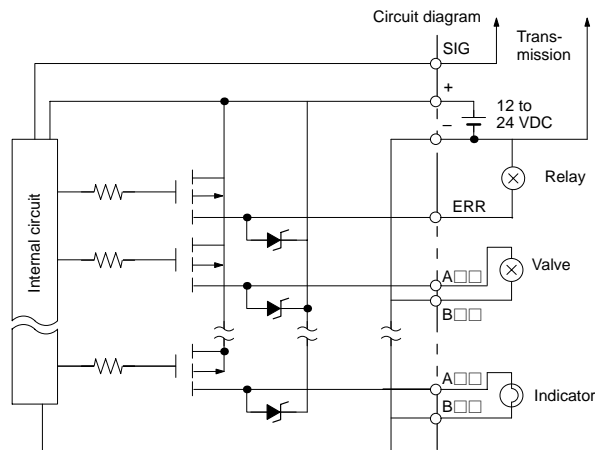 Circuit diagram
SIG
Trans-
mission
+
12 to
24 VDC
–
Relay
ERR
Internal circuit
A□□
Valve
B□□
A□□
Indicator
B□□